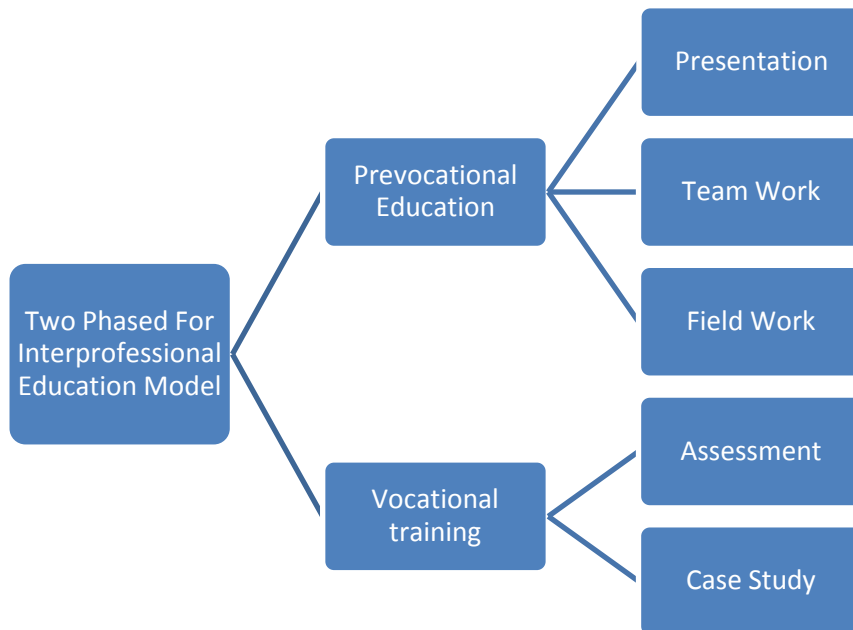 Two Phased For
Interprofessional
Education Model
Prevocational
Education
Presentation
Team Work
Field Work
Vocational
training
Assessment
Case Study